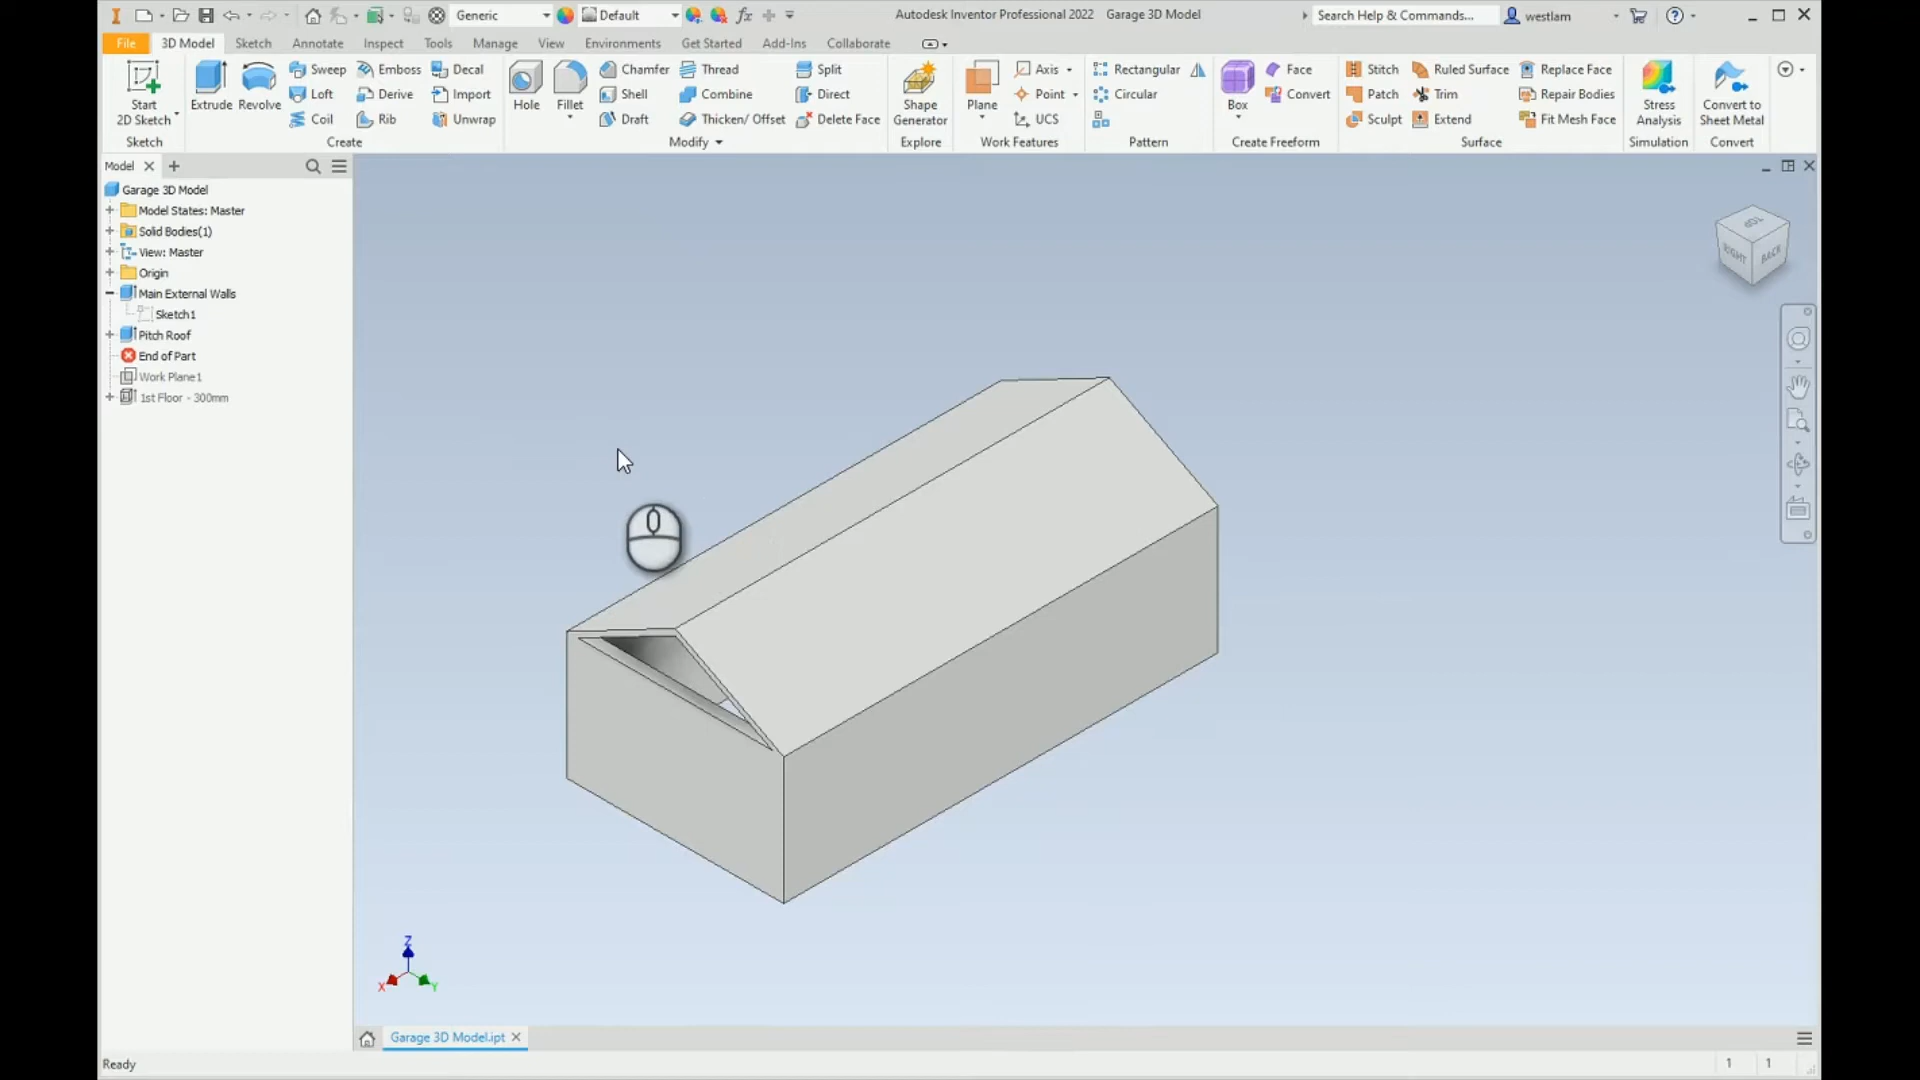 Generic Default Autodesk Inventor Professional 2022 Garage 3D Model Search Help & Commands... westlam
File 3D Model Sketch Annotate Inspect Tools Manage View Environments Get Started Add-Ins Collaborate
Sweep Emboss Decal Chamfer Thread Split Axis Rectangular Face Stitch Ruled Surface Replace Face
Start 2D Sketch Extrude Revolve Loft Derive Import Hole Fillet Shell Combine Direct Shape Generator Plane Point Circular Box Convert Patch Trim Repair Bodies Stress Analysis Convert to Sheet Metal
Coil Rib Unwrap Draft Thicken/ Offset Delete Face UCS Sculpt Extend Fit Mesh Face
Sketch Create Modify Explore Work Features Pattern Create Freeform Surface Simulation Convert
Model
Garage 3D Model
Model States: Master
Solid Bodies(1)
View: Master
Origin
Main External Walls
Sketch1
Pitch Roof
End of Part
Work Plane1
1st Floor - 300mm
TOP
RIGHT BACK
Z
X Y
Garage 3D Model.ipt
Ready 1 1